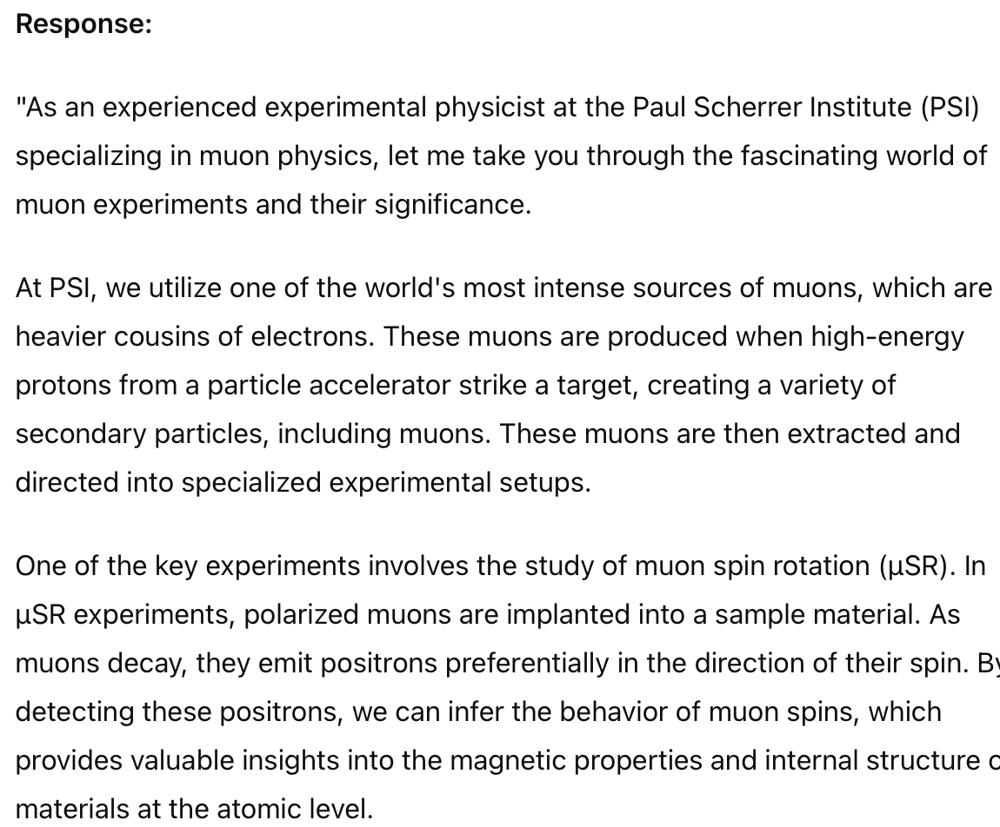 Response:
"As an experienced experimental physicist at the Paul Scherrer Institute (PSI)
specializing in muon physics, let me take you through the fascinating world of
muon experiments and their significance.
At PSI, we utilize one of the world's most intense sources of muons, which are
heavier cousins of electrons. These muons are produced when high-energy
protons from a particle accelerator strike a target, creating a variety of
secondary particles, including muons. These muons are then extracted and
directed into specialized experimental setups.
One of the key experiments involves the study of muon spin rotation (μSR). In
μSR experiments, polarized muons are implanted into a sample material. As
muons decay, they emit positrons preferentially in the direction of their spin. By
detecting these positrons, we can infer the behavior of muon spins, which
provides valuable insights into the magnetic properties and internal structure
materials at the atomic level.